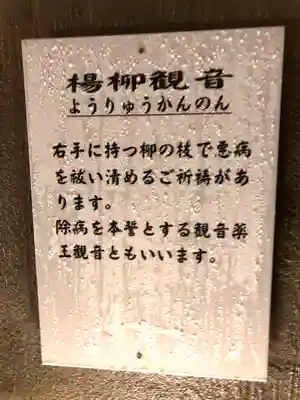 楊柳観音
ようりゅうかんのん
右手に持つ柳の枝で悪病
を祓い清めるご祈祷があ
ります。
除病を本誓とする観音薬
王観音ともいいます。